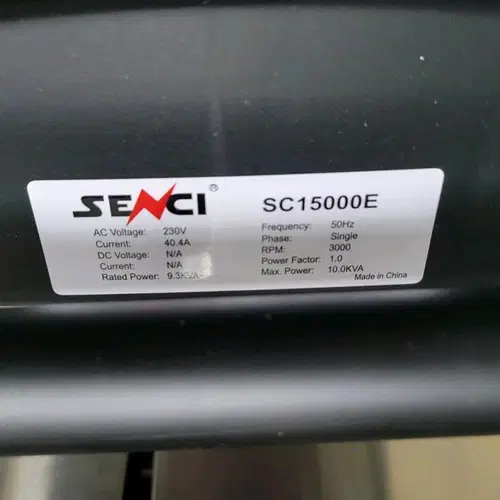 SENCI®
SC15000E
AC Voltage: 230V
Current: 40.4A
DC Voltage: N/A
Current: N/A
Rated Power: 9.3KVA
Frequency: 50Hz
Phase: Single
RPM: 3000
Power Factor: 1.0
Max. Power: 10.0KVA
Made in China